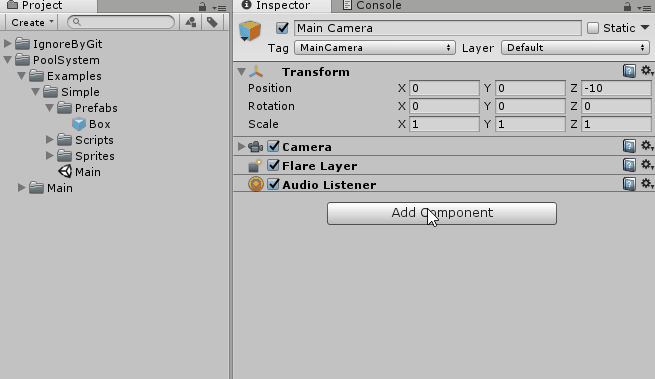 Project
Create
IgnoreByGit
PoolSystem
Examples
Simple
Prefabs
Box
Scripts
Sprites
Main
Main
Inspector
Console
Main Camera
Static
Tag MainCamera Layer Default
Transform
Position X 0 Y 0 Z -10
Rotation X 0 Y 0 Z 0
Scale X 1 Y 1 Z 1
Camera
Flare Layer
Audio Listener
Add Component